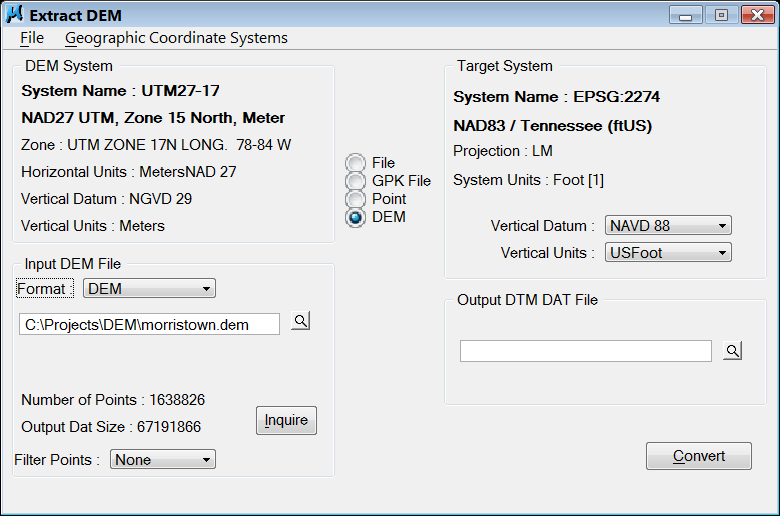 Extract DEM
File Geographic Coordinate Systems
DEM System
System Name : UTM27-17
NAD27 UTM, Zone 15 North, Meter
Zone : UTM ZONE 17N LONG. 78-84 W
Horizontal Units : MetersNAD 27
Vertical Datum : NGVD 29
Vertical Units : Meters
File
GPK File
Point
DEM
Target System
System Name : EPSG:2274
NAD83 / Tennessee (ftUS)
Projection : LM
System Units : Foot [1]
Vertical Datum : NAVD 88
Vertical Units : USFoot
Input DEM File
Format : DEM
C:\Projects\DEM\morristown.dem
Number of Points : 1638826
Output Dat Size : 67191866
Inquire
Filter Points : None
Output DTM DAT File
Convert